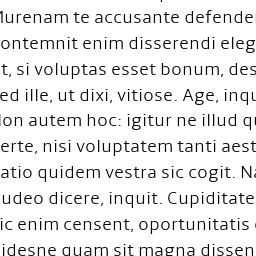 Murenam te accusante defender
ontemnit enim disserendi eleg
t, si voluptas esset bonum, des
ed ille, ut dixi, vitiose. Age, inqu
Non autem hoc: igitur ne illud qu
erte, nisi voluptatem tanti aest
atio quidem vestra sic cogit. Na
udeo dicere, inquit. Cupiditate
ic enim censent, oportunitatis
idesne quam sit magna dissen